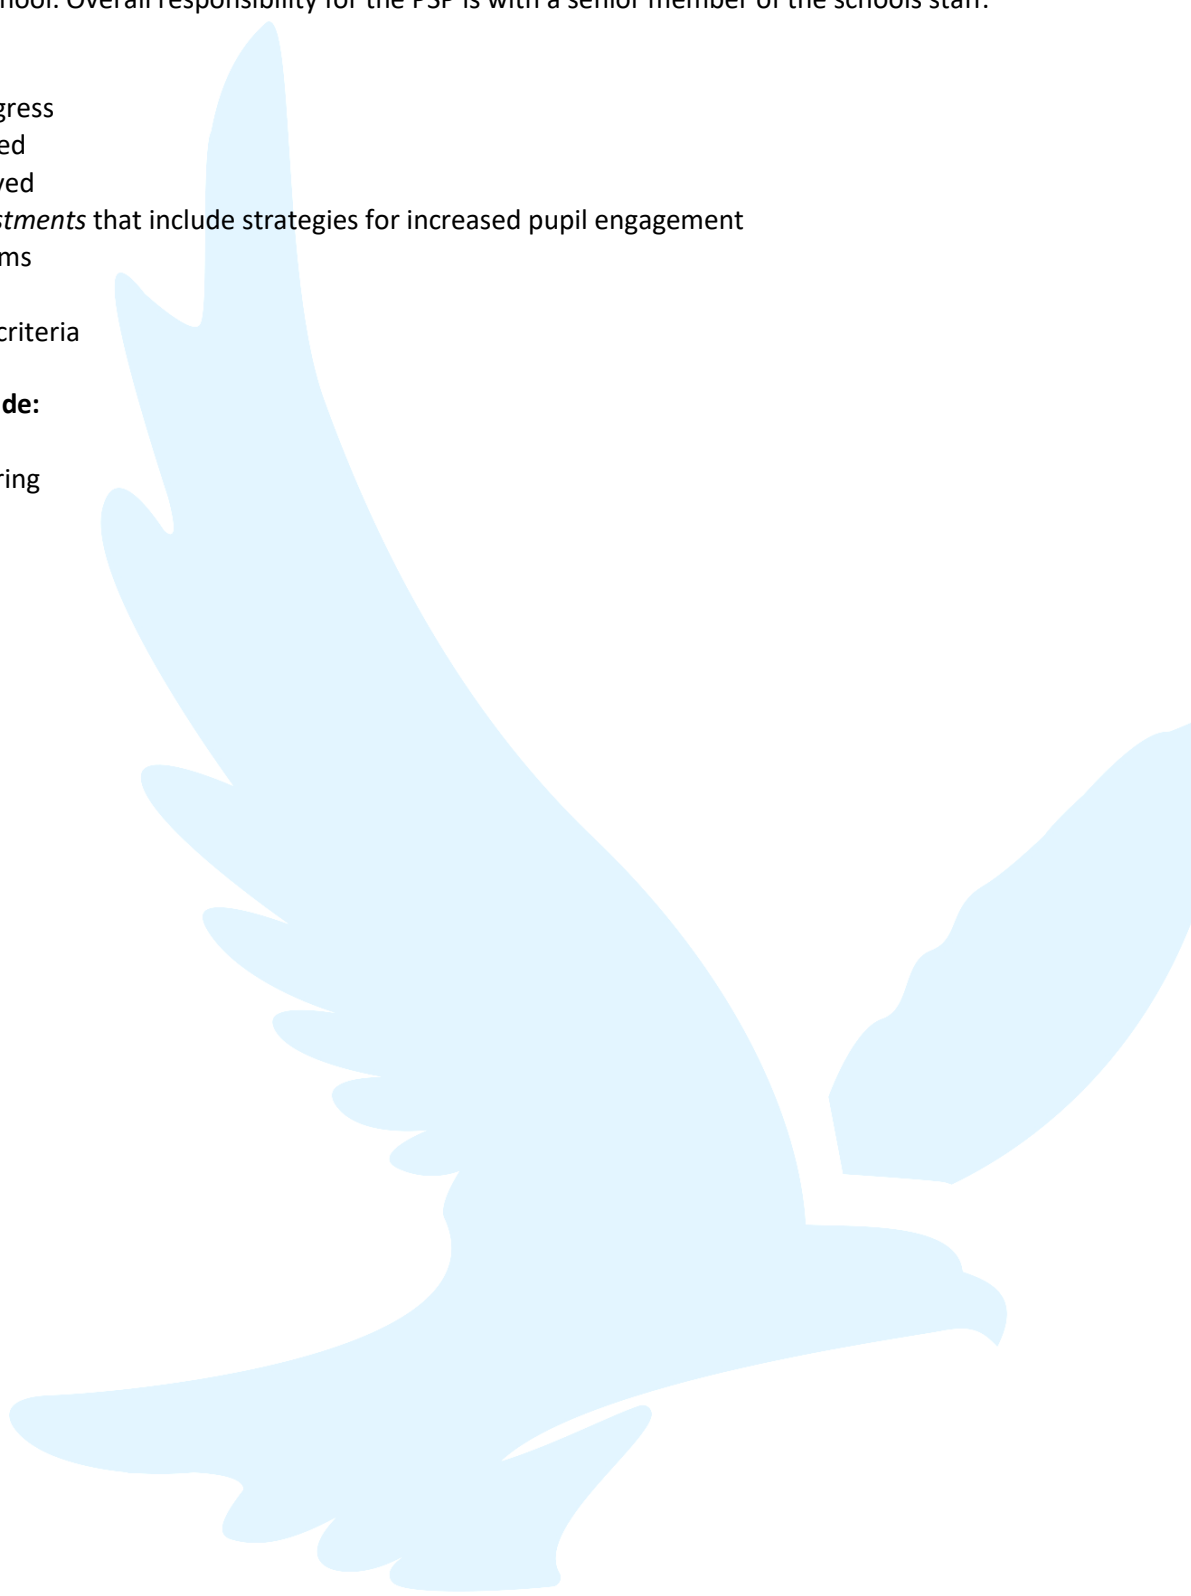 hool. Overall responsibility for the PSP is with a senior member of the schools staff.
gress
ed
ved
stments that include strategies for increased pupil engagement
ms
criteria
de:
ring